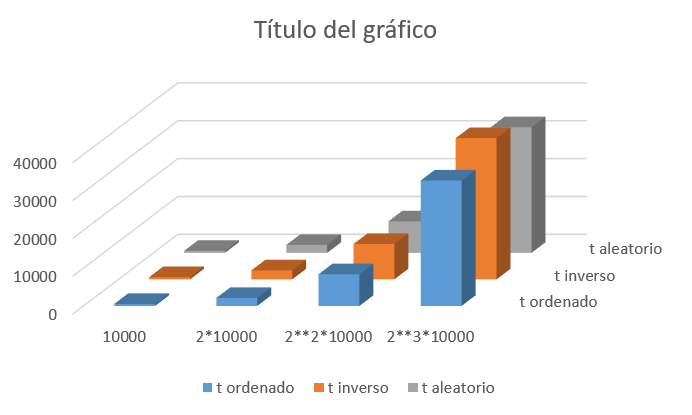 Título del gráfico
40000
30000
20000
10000
0
t aleatorio
t inverso
t ordenado
10000 2*10000 2**2*10000 2**3*10000
t ordenado t inverso t aleatorio